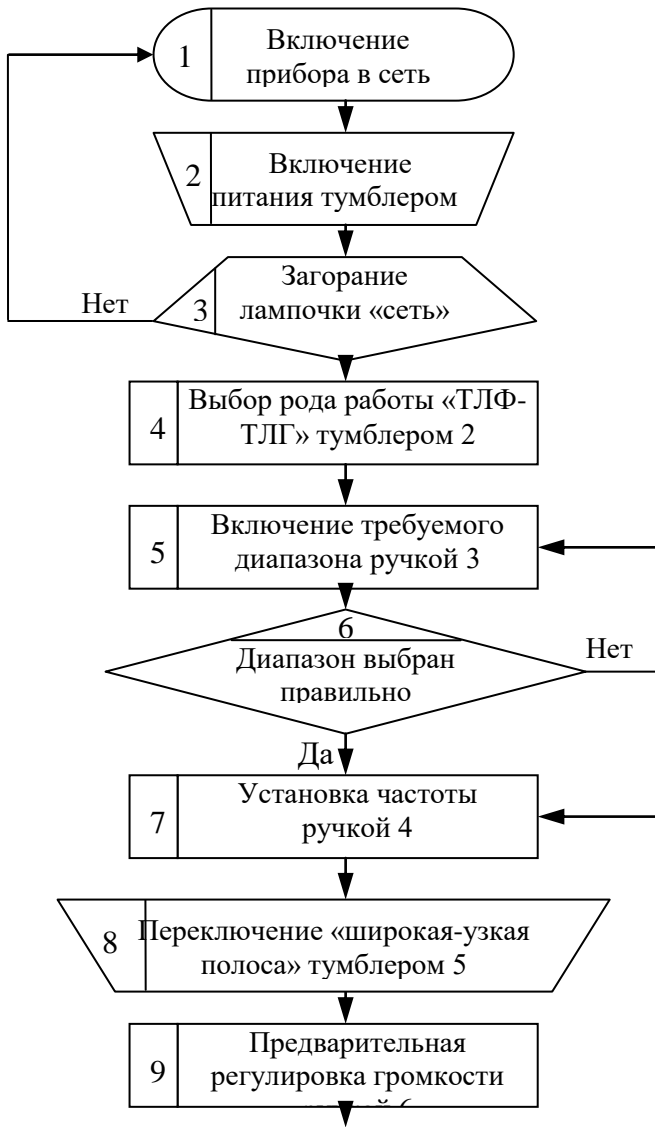 1
Включение
прибора в сеть
2
Включение
питания тумблером
Нет
3
Загорание
лампочки «сеть»
4
Выбор рода работы «ТЛФ-
ТЛГ» тумблером 2
5
Включение требуемого
диапазона ручкой 3
6
Диапазон выбран
правильно
Нет
Да
7
Установка частоты
ручкой 4
8
Переключение «широкая-узкая
полоса» тумблером 5
9
Предварительная
регулировка громкости